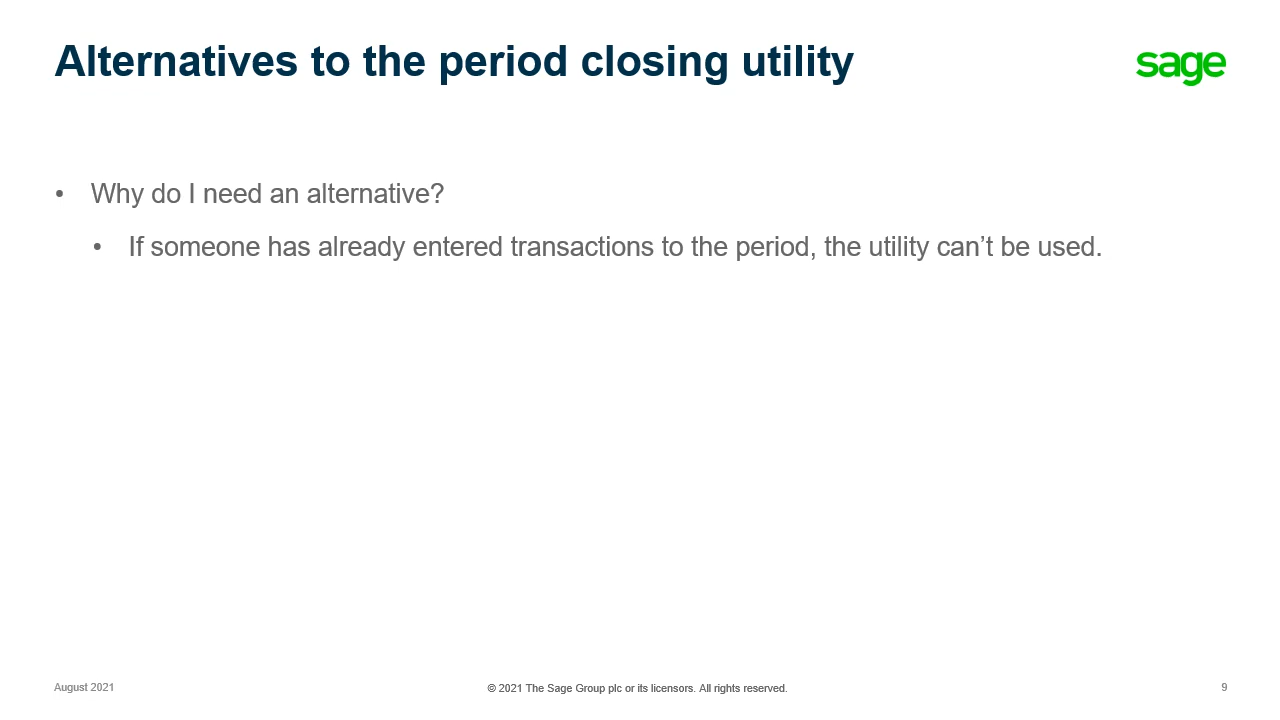 Alternatives to the period closing utility
sage
• Why do I need an alternative?
• If someone has already entered transactions to the period, the utility can’t be used.
August 2021
© 2021 The Sage Group plc or its licensors. All rights reserved.
9